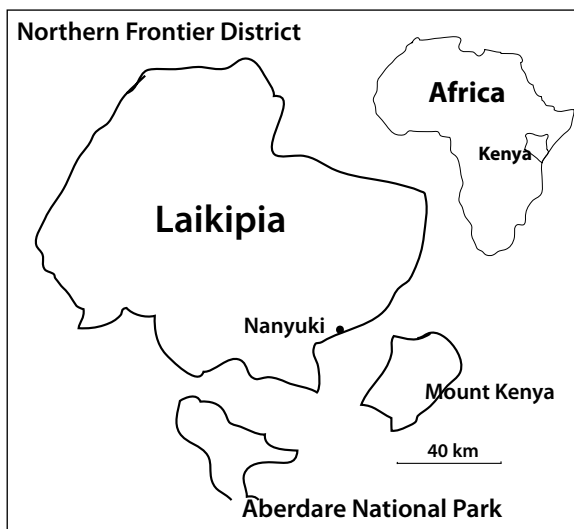 Northern Frontier District
Africa
Kenya
Laikipia
Nanyuki
Mount Kenya
40 km
Aberdare National Park